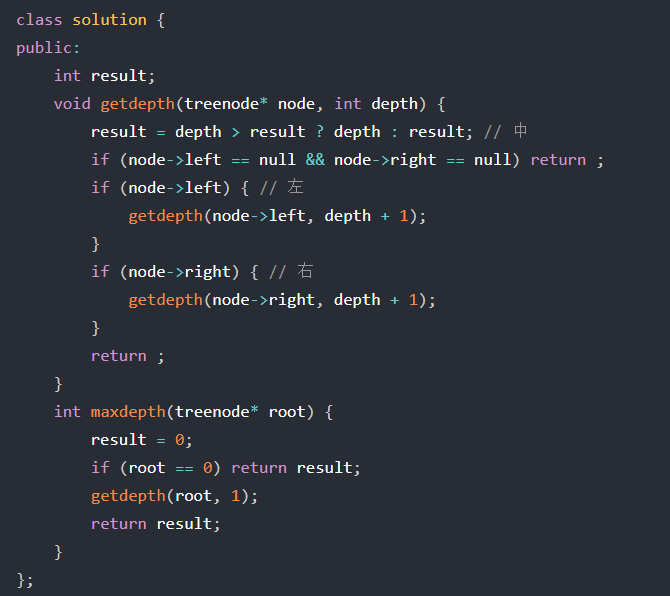 class solution {
public:
    int result;
    void getdepth(treenode* node, int depth) {
        result = depth > result ? depth : result; // 中
        if (node->left == null && node->right == null) return ;
        if (node->left) { // 左
            getdepth(node->left, depth + 1);
        }
        if (node->right) { // 右
            getdepth(node->right, depth + 1);
        }
        return ;
    }
    int maxdepth(treenode* root) {
        result = 0;
        if (root == 0) return result;
        getdepth(root, 1);
        return result;
    }
};